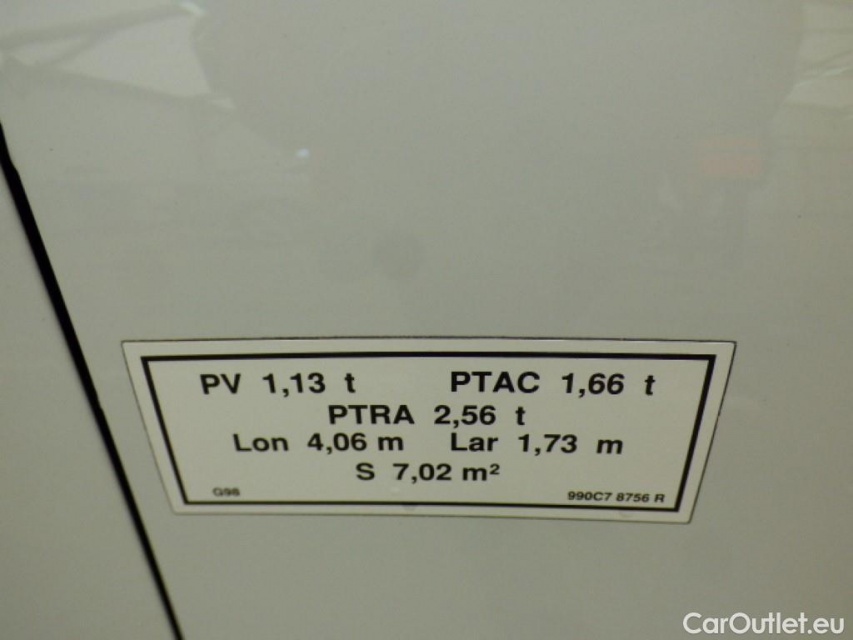 PV 1,13 t PTAC 1,66 t
PTRA 2,56 t
Lon 4,06 m Lar 1,73 m
S 7,02 m²
G98 990C7 8756 R
CarOutlet.eu